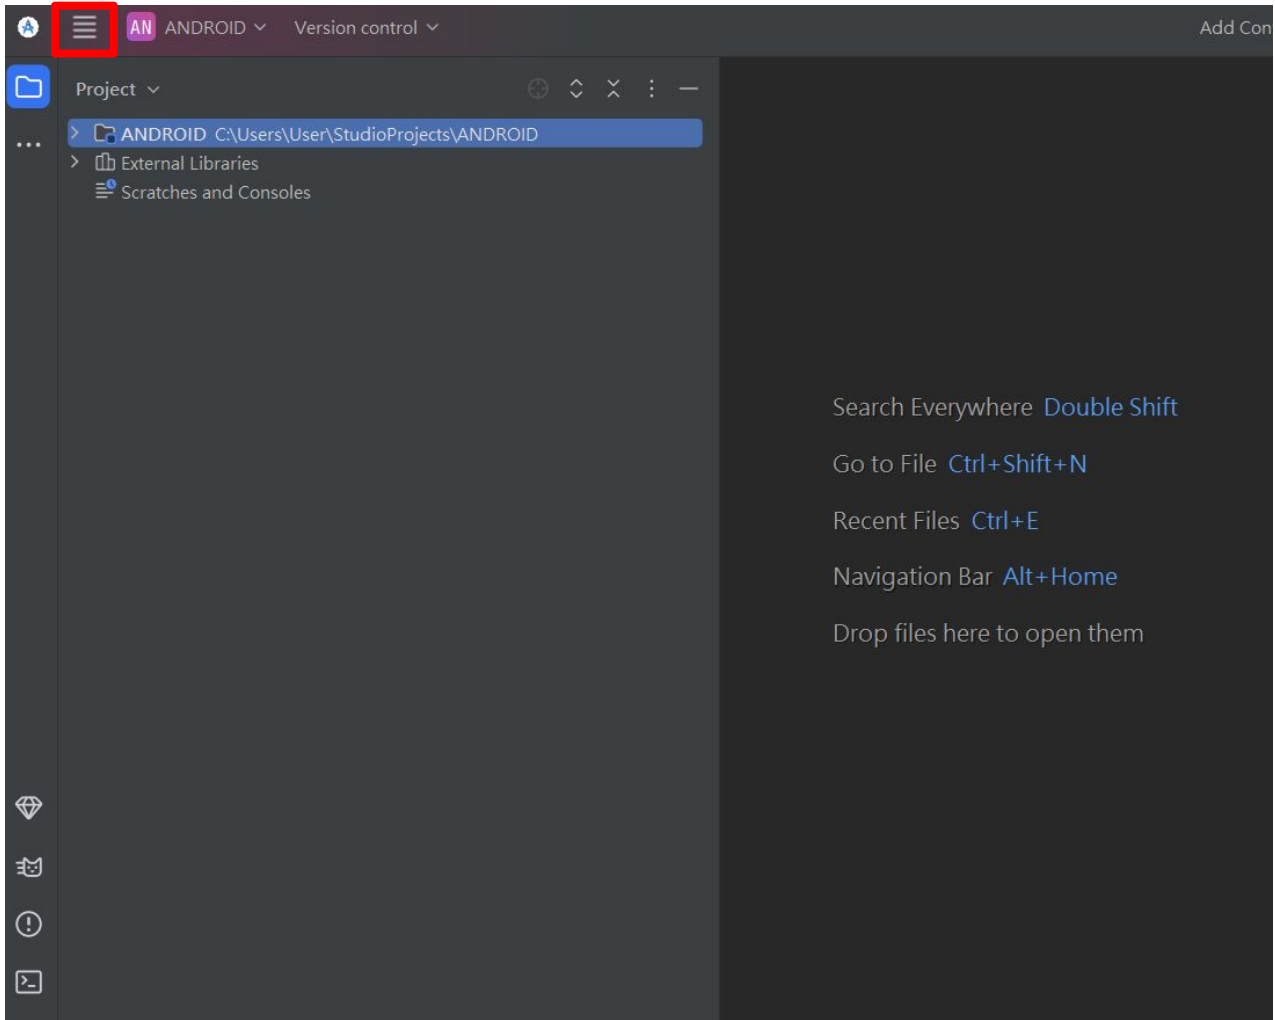 AN ANDROID Version control
Project
ANDROID C:\Users\User\StudioProjects\ANDROID
External Libraries
Scratches and Consoles
Add Con
Search Everywhere Double Shift
Go to File Ctrl+Shift+N
Recent Files Ctrl+E
Navigation Bar Alt+Home
Drop files here to open them